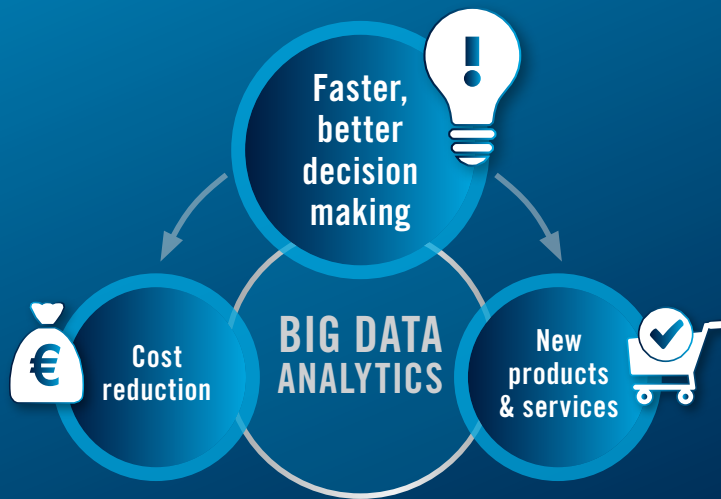 Faster,
better
decision
making
BIG DATA
ANALYTICS
€
Cost
reduction
New
products
& services